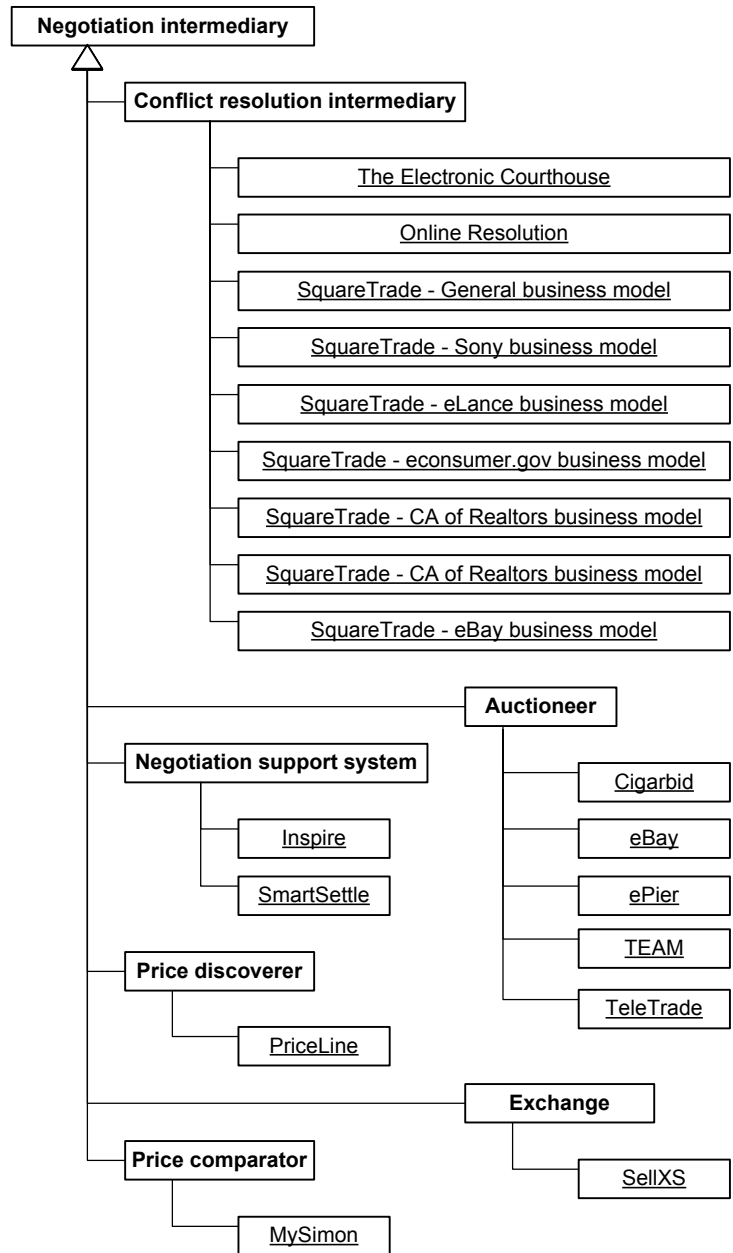 Negotiation intermediary
Conflict resolution intermediary
The Electronic Courthouse
Online Resolution
SquareTrade - General business model
SquareTrade - Sony business model
SquareTrade - eLance business model
SquareTrade - econsumer.gov business model
SquareTrade - CA of Realtors business model
SquareTrade - CA of Realtors business model
SquareTrade - eBay business model
Auctioneer
Cigarbid
eBay
ePier
TEAM
TeleTrade
Negotiation support system
Inspire
SmartSettle
Price discoverer
PriceLine
Exchange
SellXS
Price comparator
MySimon